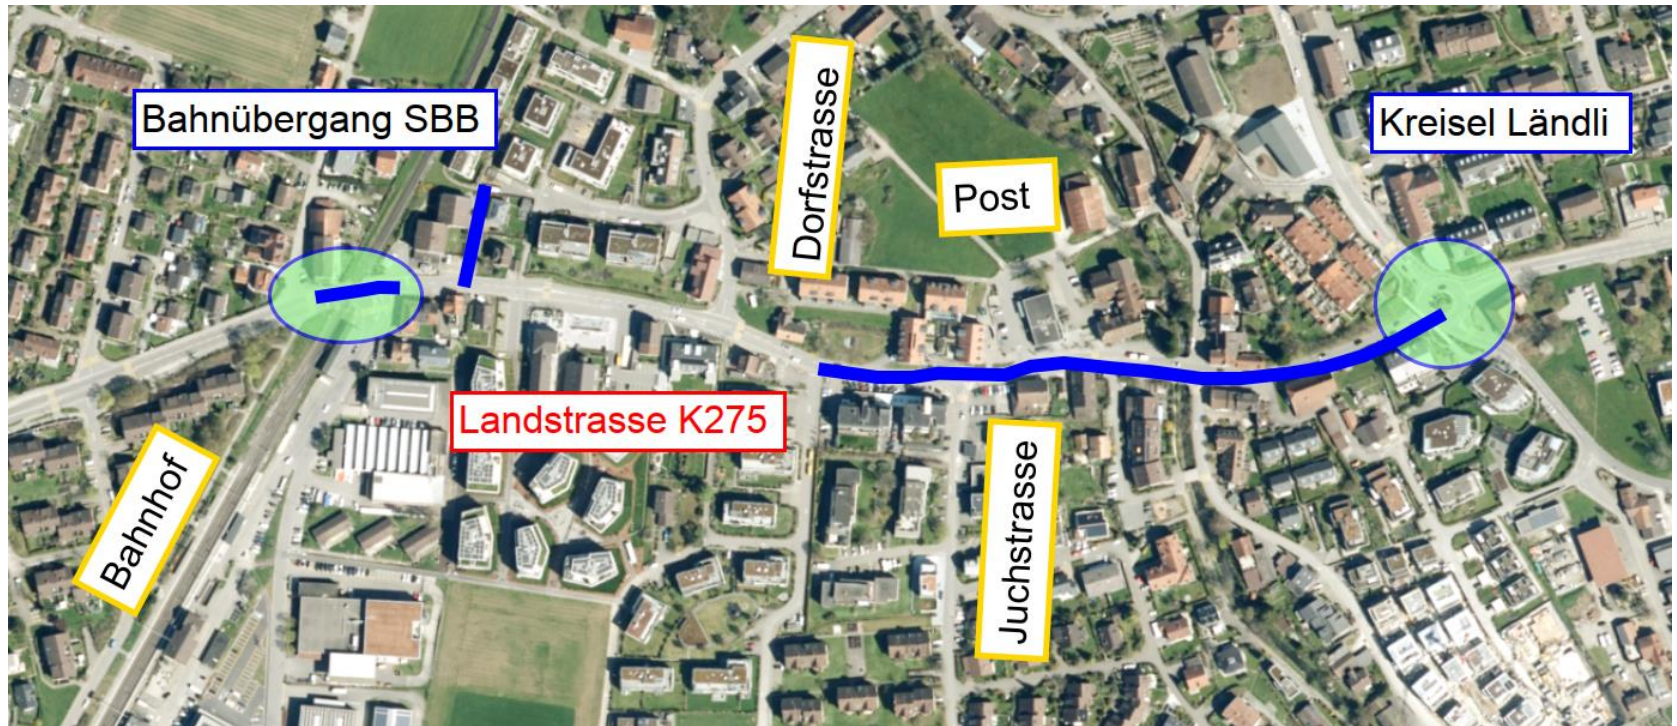 Bahnübergang SBB
Dorfstrasse
Post
Kreisel Ländli
Landstrasse K275
Bahnhof
Juchstrasse